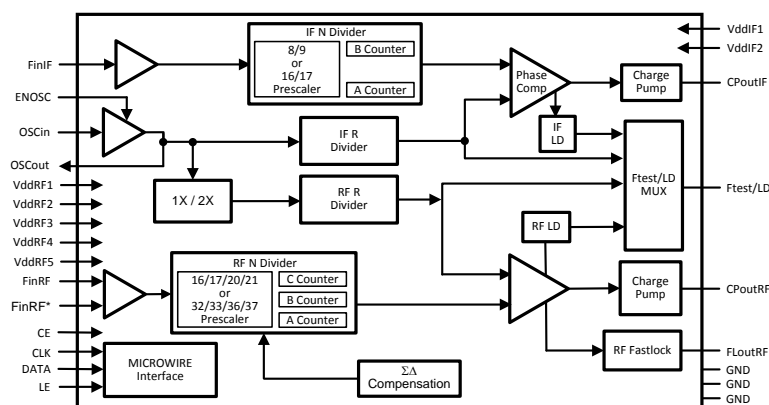 IF N Divider
8/9
or
16/17
Prescaler
B Counter
A Counter
Phase
Comp
Charge
Pump
IF
LD
IF R
Divider
1X / 2X
RF R
Divider
Ftest/LD
MUX
RF LD
RF N Divider
16/17/20/21
or
32/33/36/37
Prescaler
C Counter
B Counter
A Counter
Charge
Pump
RF Fastlock
MICROWIRE
Interface
ΣΔ
Compensation
FinIF
ENOSC
OSCin
OSCout
VddRF1
VddRF2
VddRF3
VddRF4
VddRF5
FinRF
FinRF*
CE
CLK
DATA
LE
VddIF1
VddIF2
CPoutIF
Ftest/LD
CPoutRF
FLoutRF
GND
GND
GND